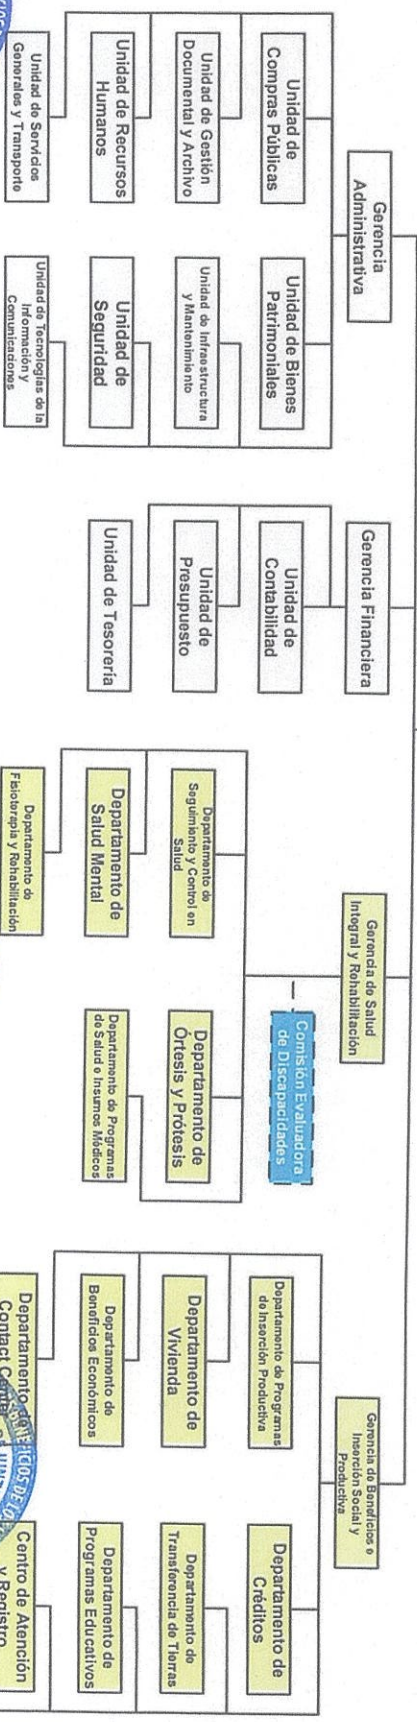 Gerencia
Administrativa
Unidad de
Compras Públicas
Unidad de Bienes
Patrimoniales
Unidad de Gestión
Documental y Archivo
Unidad de Infraestructura
y Mantenimiento
Unidad de Recursos
Humanos
Unidad de
Seguridad
Unidad de Servicios
Generales y Transporte
Unidad de Tecnologías de la
Información y
Comunicaciones
Gerencia Financiera
Unidad de
Contabilidad
Unidad de
Presupuesto
Unidad de Tesorería
Gerencia de Salud
Integral y Rehabilitación
Comisión Evaluadora
de Discapacidades
Departamento de
Seguimiento y Control en
Salud
Departamento de
Órtesis y Prótesis
Departamento de
Salud Mental
Departamento de Programas
de Salud e Insumos Médicos
Departamento de
Fisioterapia y Rehabilitación
Gerencia de Beneficios e
Inserción Social y
Productiva
Departamento de Programas
de Inserción Productiva
Departamento de
Créditos
Departamento de
Vivienda
Departamento de
Transferencia de Tierras
Departamento de
Beneficios Económicos
Departamento de
Programas Educativos
Departamento
Contact Center
Centro de Atención
y Registro